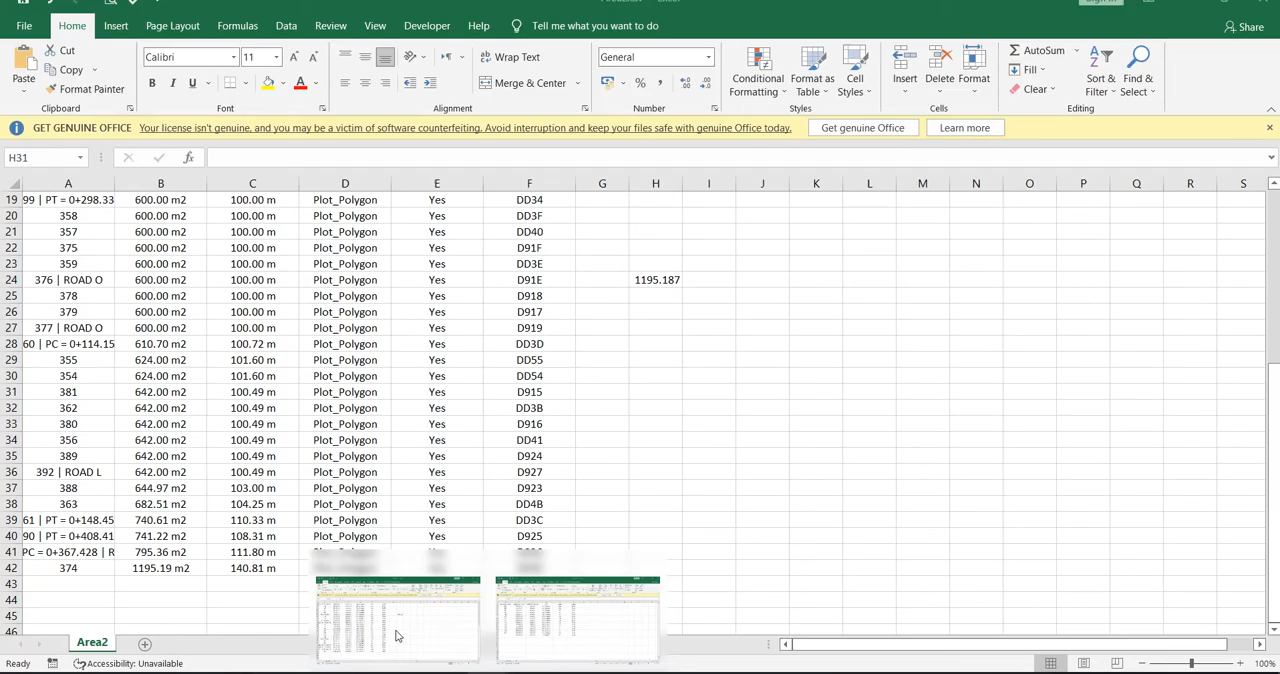 File Home Insert Page Layout Formulas Data Review View Developer Help Tell me what you want to do Share
Cut
Copy
Format Painter
Paste
Calibri 11
B I U
Wrap Text
Merge & Center
General
Conditional Formatting
Format as Table
Cell Styles
Insert Delete Format
AutoSum
Fill
Clear
Sort & Filter
Find & Select
Clipboard Font Alignment Number Styles Cells Editing
GET GENUINE OFFICE Your license isn't genuine, and you may be a victim of software counterfeiting. Avoid interruption and keep your files safe with genuine Office today. Get genuine Office Learn more
H31 fx
A B C D E F G H I J K L M N O P Q R S
19 99 | PT = 0+298.33 600.00 m2 100.00 m Plot_Polygon Yes DD34
20 358 600.00 m2 100.00 m Plot_Polygon Yes DD3F
21 357 600.00 m2 100.00 m Plot_Polygon Yes DD40
22 375 600.00 m2 100.00 m Plot_Polygon Yes D91F
23 359 600.00 m2 100.00 m Plot_Polygon Yes DD3E
24 376 | ROAD O 600.00 m2 100.00 m Plot_Polygon Yes D91E 1195.187
25 378 600.00 m2 100.00 m Plot_Polygon Yes D918
26 379 600.00 m2 100.00 m Plot_Polygon Yes D917
27 377 | ROAD O 600.00 m2 100.00 m Plot_Polygon Yes D919
28 60 | PC = 0+114.15 610.70 m2 100.72 m Plot_Polygon Yes DD3D
29 355 624.00 m2 101.60 m Plot_Polygon Yes DD55
30 354 624.00 m2 101.60 m Plot_Polygon Yes DD54
31 381 642.00 m2 100.49 m Plot_Polygon Yes D915
32 362 642.00 m2 100.49 m Plot_Polygon Yes DD3B
33 380 642.00 m2 100.49 m Plot_Polygon Yes D916
34 356 642.00 m2 100.49 m Plot_Polygon Yes DD41
35 389 642.00 m2 100.49 m Plot_Polygon Yes D924
36 392 | ROAD L 642.00 m2 100.49 m Plot_Polygon Yes D927
37 388 644.97 m2 103.00 m Plot_Polygon Yes D923
38 363 682.51 m2 104.25 m Plot_Polygon Yes DD4B
39 61 | PT = 0+148.45 740.61 m2 110.33 m Plot_Polygon Yes DD3C
40 90 | PT = 0+408.41 741.22 m2 108.31 m Plot_Polygon Yes D925
41 PC = 0+367.428 | R 795.36 m2 111.80 m
42 374 1195.19 m2 140.81 m
43
44
45
46
Area2
Ready Accessibility: Unavailable 100%